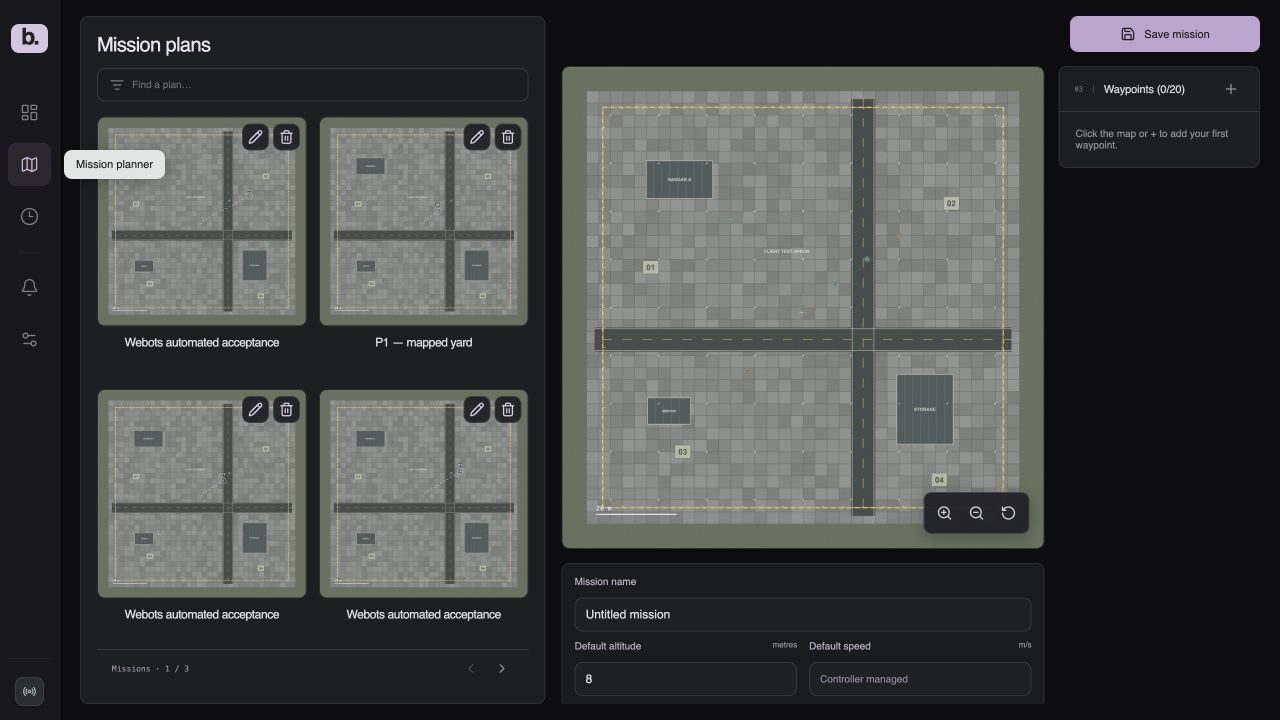 b.
Mission plans
Find a plan...
Mission planner
Webots automated acceptance
P1 — mapped yard
Webots automated acceptance
Webots automated acceptance
Missions · 1 / 3
HANGAR A
FLIGHT TEST APRON
01
02
03
04
STORAGE
20 m
Mission name
Untitled mission
Default altitude
metres
Default speed
m/s
8
Controller managed
Save mission
03
Waypoints (0/20)
Click the map or + to add your first
waypoint.